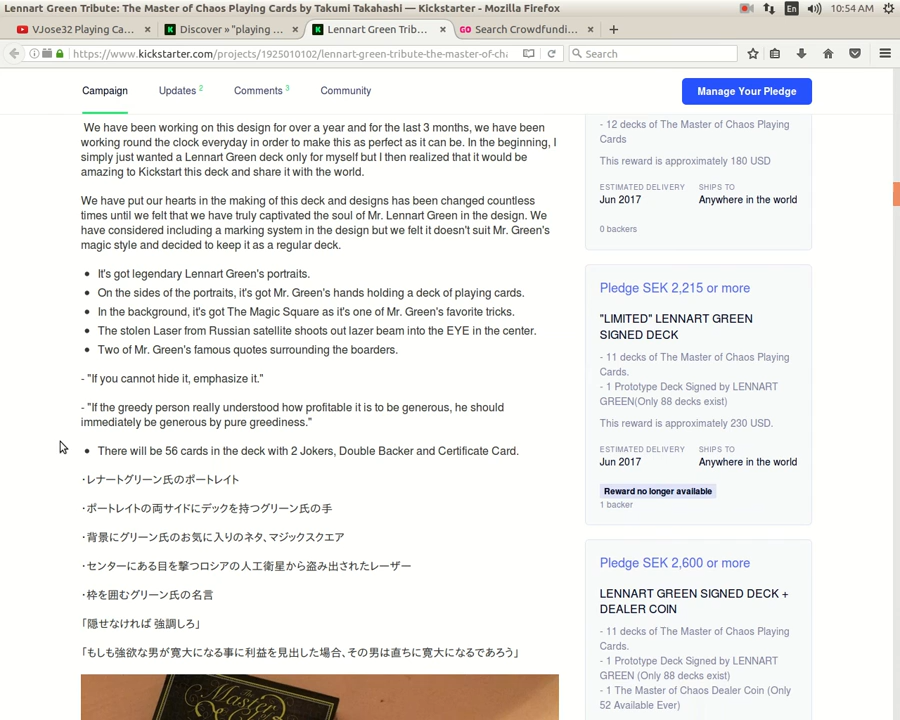 Lennart Green Tribute: The Master of Chaos Playing Cards by Takumi Takahashi — Kickstarter - Mozilla Firefox
En
10:54 AM
VJose32 Playing Ca...
Discover » "playing ...
Lennart Green Trib...
GO Search Crowdfundi...
https://www.kickstarter.com/projects/1925010102/lennart-green-tribute-the-master-of-cha
Search
Campaign
Updates 2
Comments 3
Community
Manage Your Pledge
We have been working on this design for over a year and for the last 3 months, we have been
working round the clock everyday in order to make this as perfect as it can be. In the beginning, I
simply just wanted a Lennart Green deck only for myself but I then realized that it would be
amazing to Kickstart this deck and share it with the world.
We have put our hearts in the making of this deck and designs has been changed countless
times until we felt that we have truly captivated the soul of Mr. Lennart Green in the design. We
have considered including a marking system in the design but we felt it doesn't suit Mr. Green's
magic style and decided to keep it as a regular deck.
• It's got legendary Lennart Green's portraits.
• On the sides of the portraits, it's got Mr. Green's hands holding a deck of playing cards.
• In the background, it's got The Magic Square as it's one of Mr. Green's favorite tricks.
• The stolen Laser from Russian satellite shoots out lazer beam into the EYE in the center.
• Two of Mr. Green's famous quotes surrounding the boarders.
- "If you cannot hide it, emphasize it."
- "If the greedy person really understood how profitable it is to be generous, he should
immediately be generous by pure greediness."
• There will be 56 cards in the deck with 2 Jokers, Double Backer and Certificate Card.
・レナートグリーン氏のポートレイト
・ポートレイトの両サイドにデックを持つグリーン氏の手
・背景にグリーン氏のお気に入りのネタ、マジックスクエア
・センターにある目を撃つロシアの人工衛星から盗み出されたレーザー
・枠を囲むグリーン氏の名言
「隠せなければ 強調しろ」
「もしも強欲な男が寛大になる事に利益を見出した場合、その男は直ちに寛大になるであろう」
The
Master
of
- 12 decks of The Master of Chaos Playing
Cards
This reward is approximately 180 USD
ESTIMATED DELIVERY SHIPS TO
Jun 2017 Anywhere in the world
0 backers
Pledge SEK 2,215 or more
"LIMITED" LENNART GREEN
SIGNED DECK
- 11 decks of The Master of Chaos Playing
Cards.
- 1 Prototype Deck Signed by LENNART
GREEN(Only 88 decks exist)
This reward is approximately 230 USD.
ESTIMATED DELIVERY SHIPS TO
Jun 2017 Anywhere in the world
Reward no longer available
1 backer
Pledge SEK 2,600 or more
LENNART GREEN SIGNED DECK +
DEALER COIN
- 11 decks of The Master of Chaos Playing
Cards.
- 1 Prototype Deck Signed by LENNART
GREEN (Only 88 decks exist)
- 1 The Master of Chaos Dealer Coin (Only
52 Available Ever)